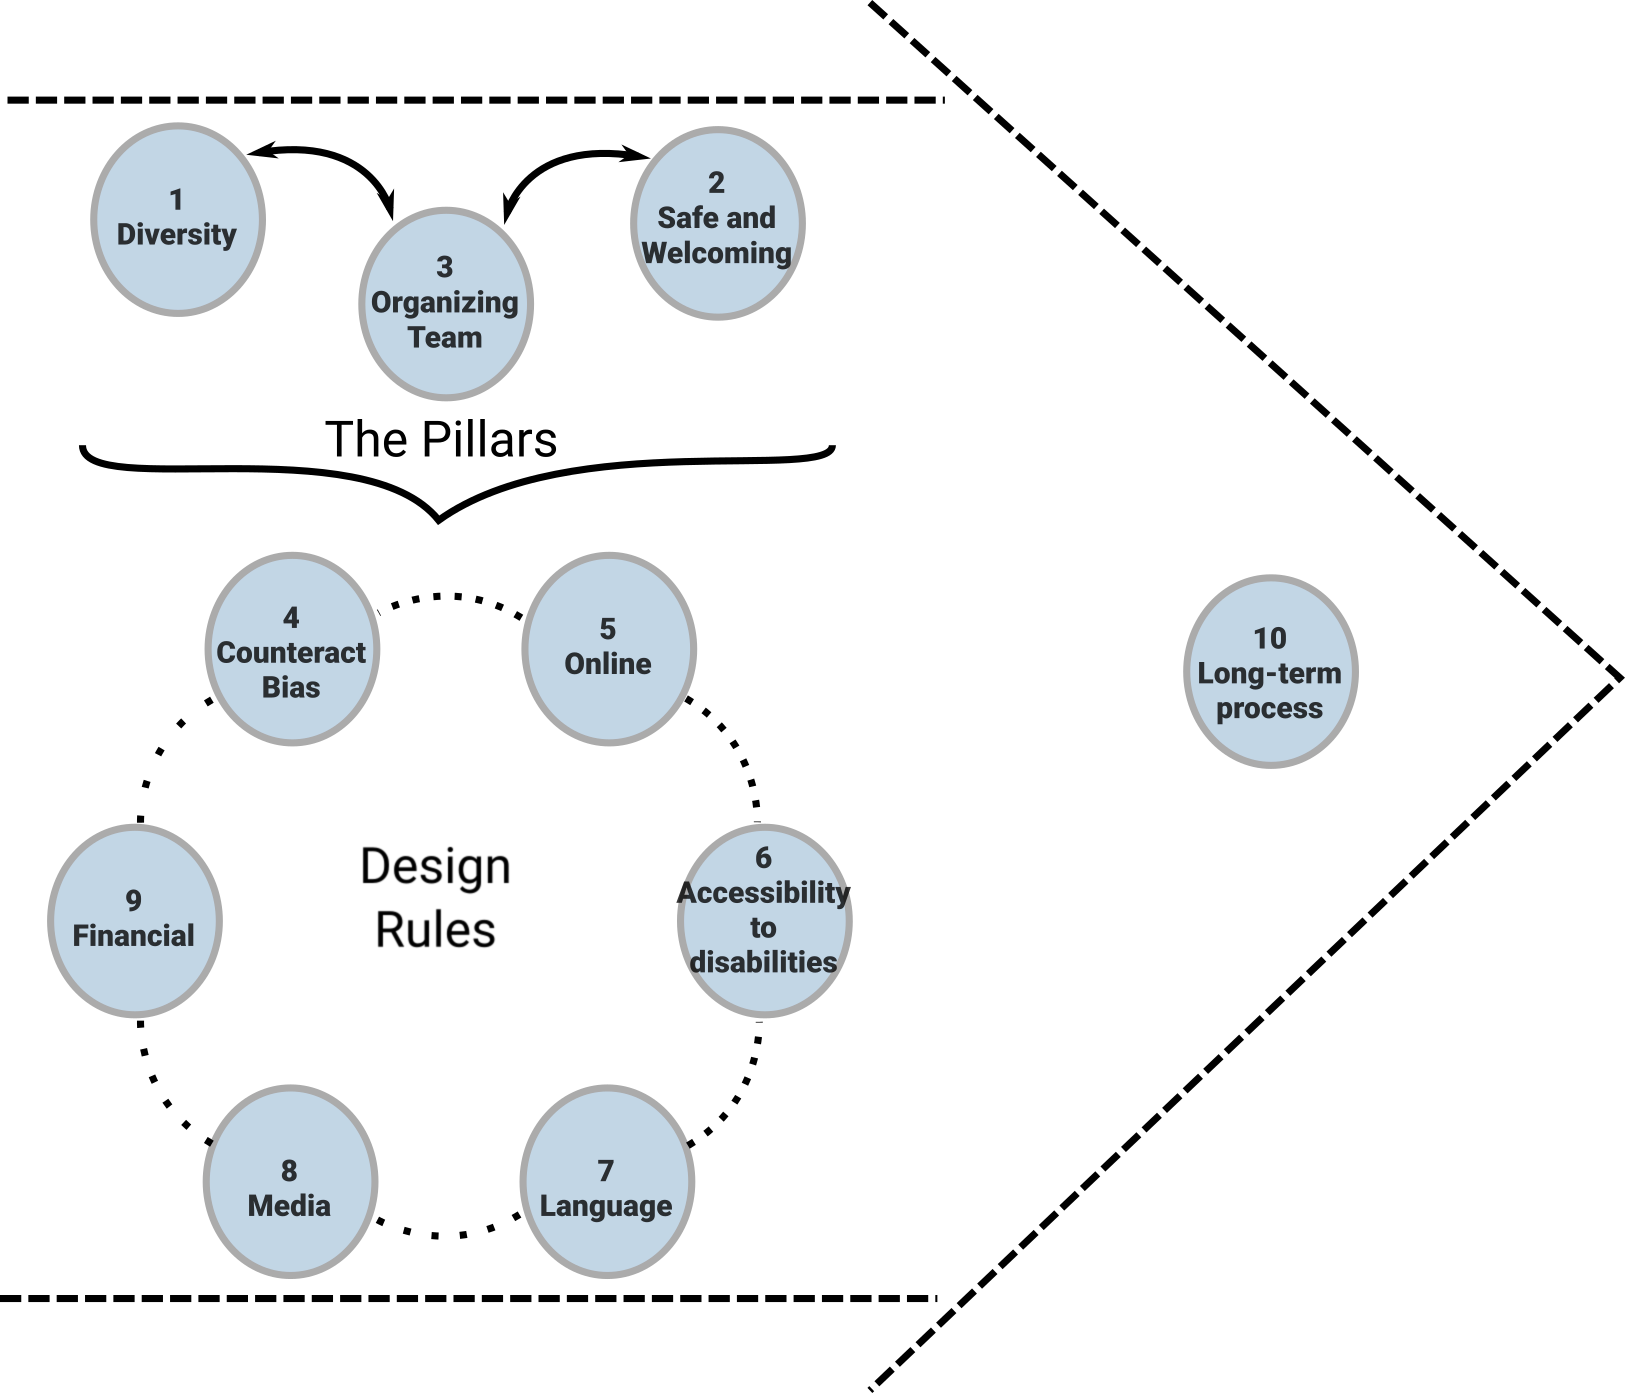 1
Diversity
2
Safe and
Welcoming
3
Organizing
Team
The Pillars
4
Counteract
Bias
5
Online
6
Accessibility
to
disabilities
7
Language
8
Media
9
Financial
Design
Rules
10
Long-term
process